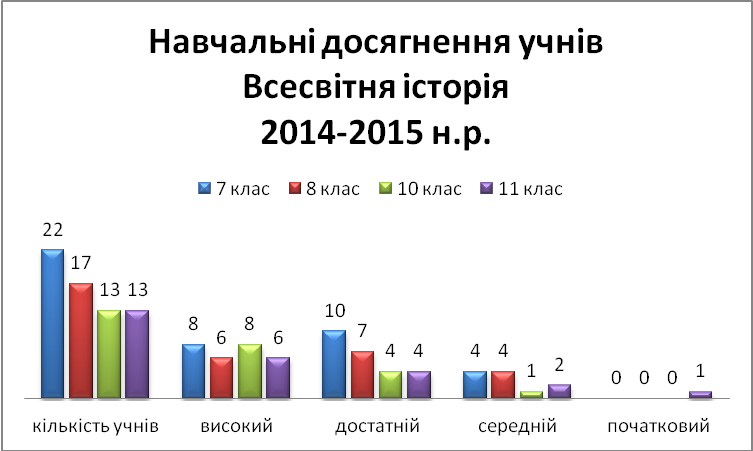 Навчальні досягнення учнів
Всесвітня історія
2014-2015 н.р.
7 клас 8 клас 10 клас 11 клас
22 17 13 13
8 6 8 6
10 7 4 4
4 4 1 2
0 0 0 1
кількість учнів високий достатній середній початковий